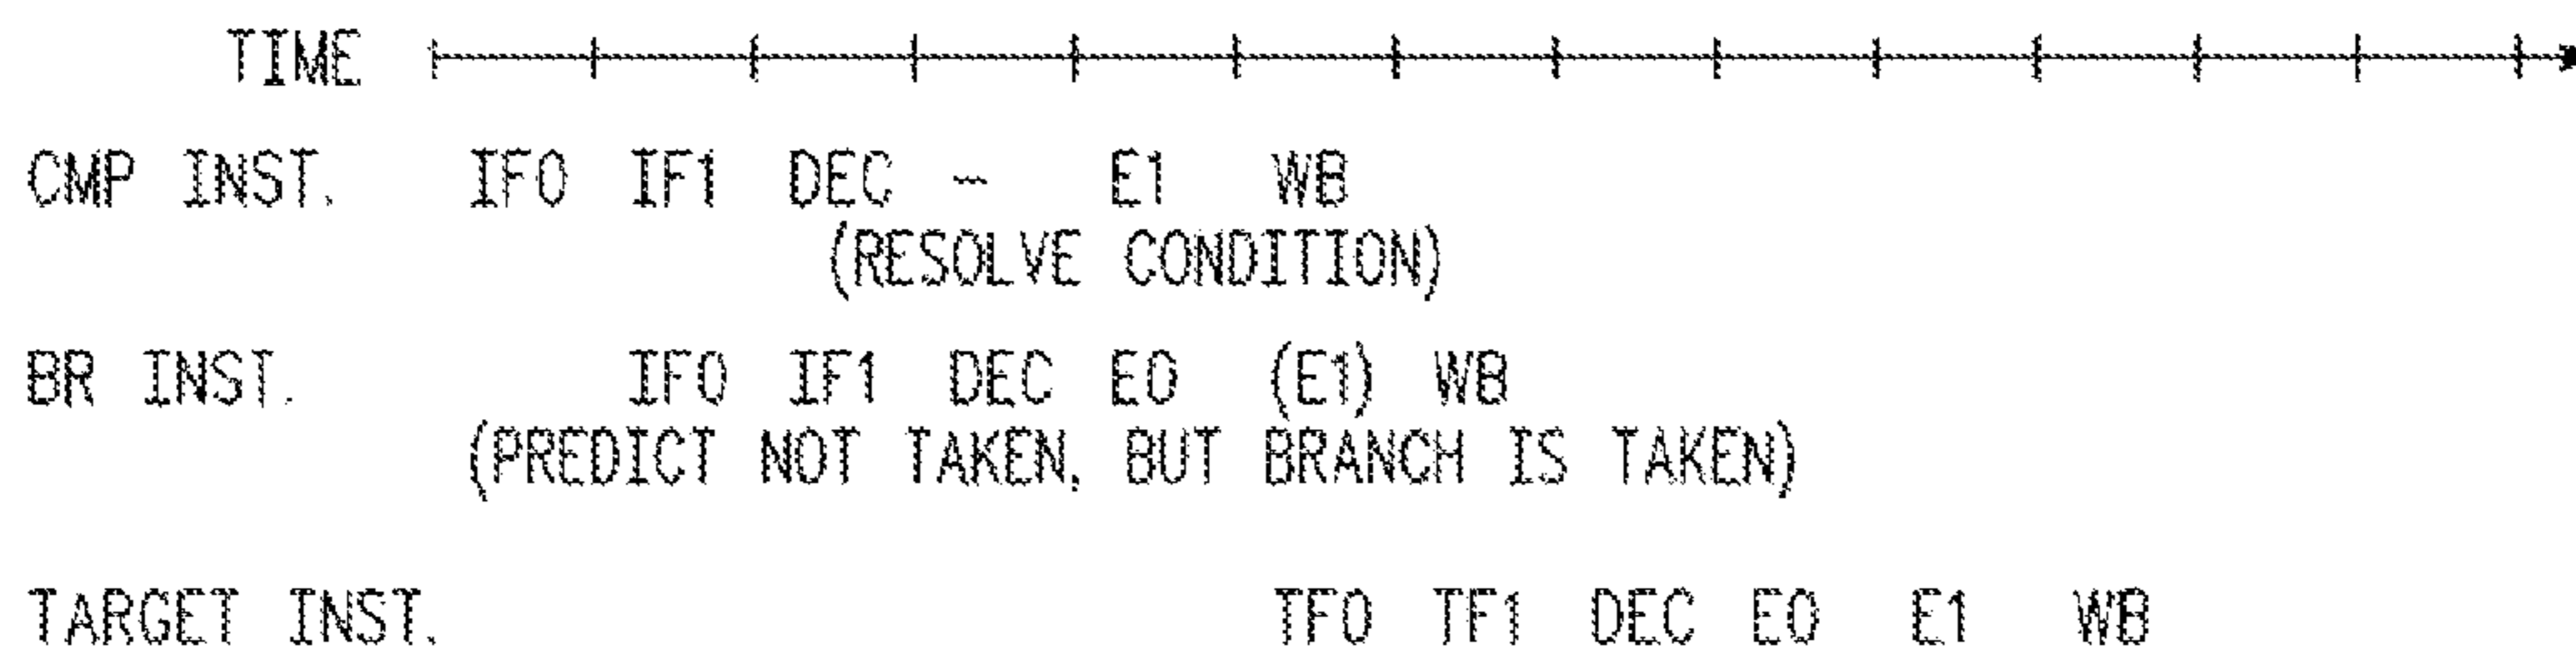 TIME
CMP INST. IF0 IF1 DEC – E1 WB
(RESOLVE CONDITION)
BR INST. IF0 IF1 DEC E0 (E1) WB
(PREDICT NOT TAKEN, BUT BRANCH IS TAKEN)
TARGET INST. TF0 TF1 DEC E0 E1 WB